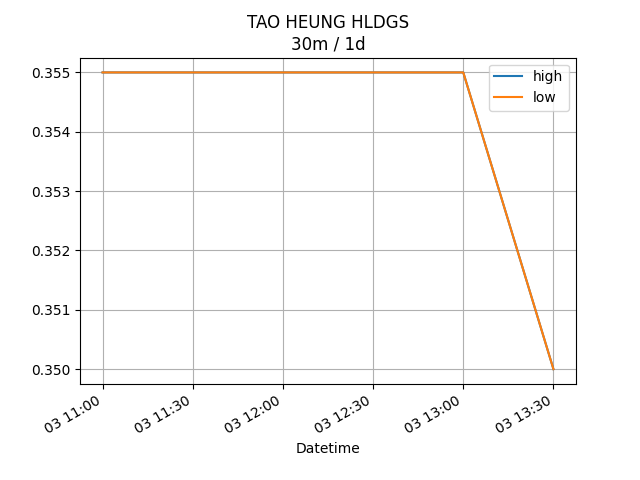 TAO HEUNG HLDGS
30m / 1d
high
low
0.355
0.354
0.353
0.352
0.351
0.350
03 11:00
03 11:30
03 12:00
03 12:30
03 13:00
03 13:30
Datetime